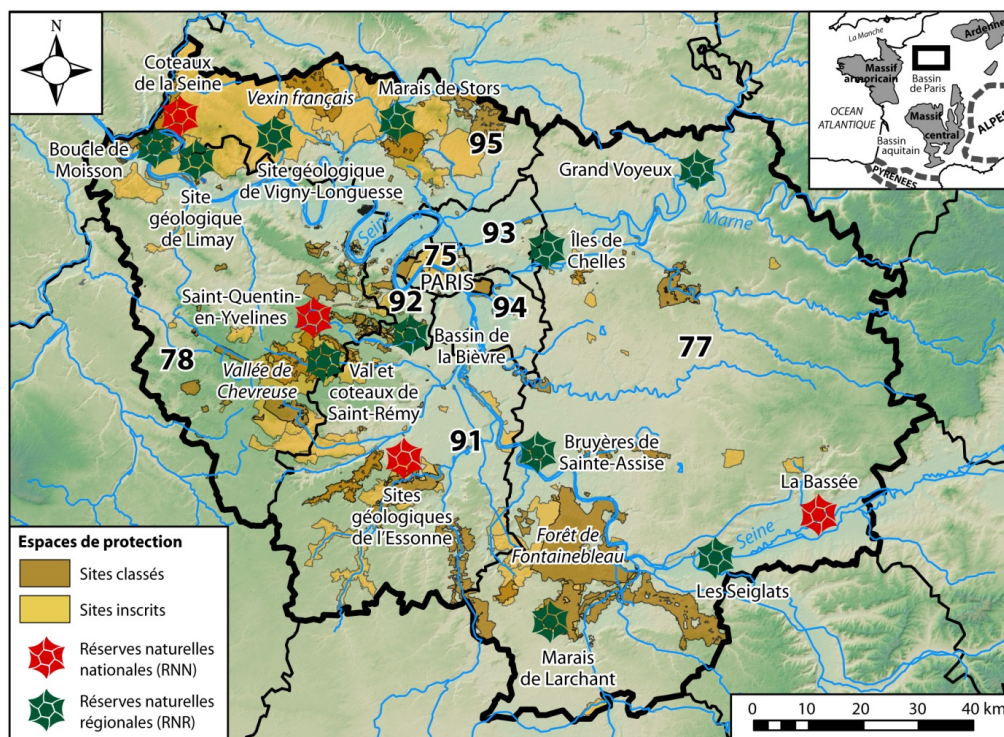 N
Coteaux
de la Seine
Vexin français
Marais de Stors
95
Boucle de
Moisson
Site géologique
de Vigny-Longuesse
Site
géologique
de Limay
Seine
Grand Voyeux
Marne
93
Îles de
Chelles
75
PARIS
92
94
Saint-Quentin-
en-Yvelines
Bassin de
la Bièvre
77
78
Vallée de
Chevreuse
Val et
coteaux de
Saint-Rémy
91
Bruyères de
Sainte-Assise
La Bassée
Sites
géologiques
de l'Essonne
Forêt de
Fontainebleau
Seine
Les Seiglats
Marais
de Larchant
La Manche
Ardenne
Massif
armoricain
Bassin
de Paris
OCEAN
ATLANTIQUE
Massif
central
ALPES
Bassin
aquitain
PYRENEES
Espaces de protection
Sites classés
Sites inscrits
Réserves naturelles
nationales (RNN)
Réserves naturelles
régionales (RNR)
0 10 20 30 40 km